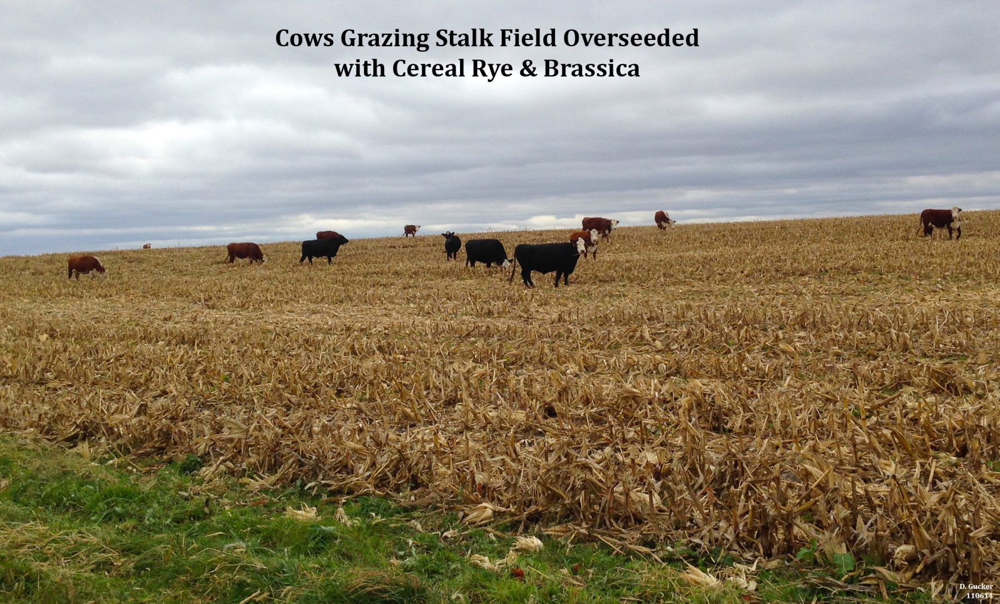 Cows Grazing Stalk Field Overseeded
with Cereal Rye & Brassica
D. Gucker
110614